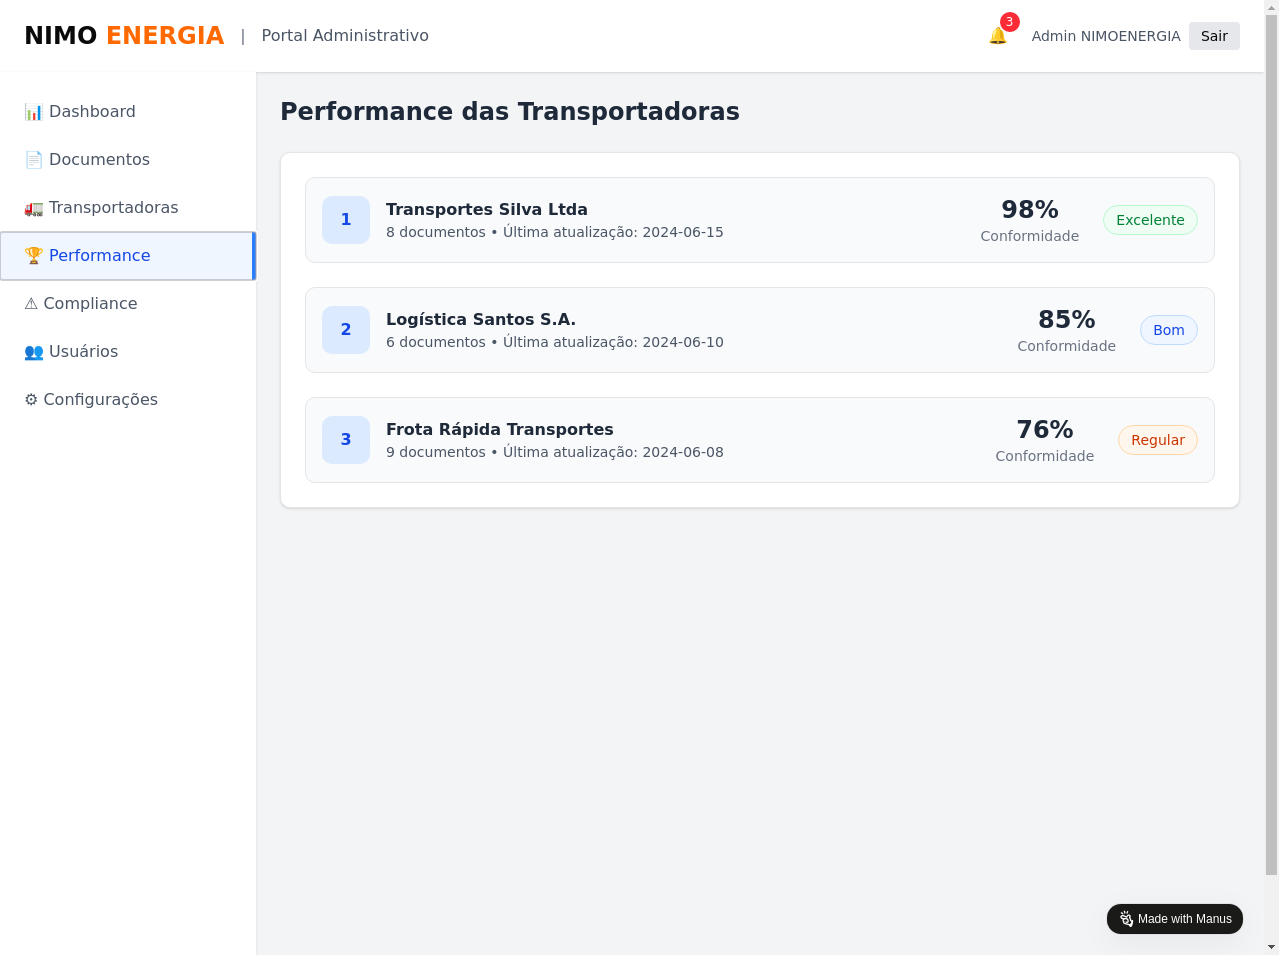 NIMO ENERGIA | Portal Administrativo
3
Admin NIMOENERGIA
Sair
Dashboard
Documentos
Transportadoras
Performance
Compliance
Usuários
Configurações
Performance das Transportadoras
1
Transportes Silva Ltda
8 documentos • Última atualização: 2024-06-15
98%
Conformidade
Excelente
2
Logística Santos S.A.
6 documentos • Última atualização: 2024-06-10
85%
Conformidade
Bom
3
Frota Rápida Transportes
9 documentos • Última atualização: 2024-06-08
76%
Conformidade
Regular
Made with Manus